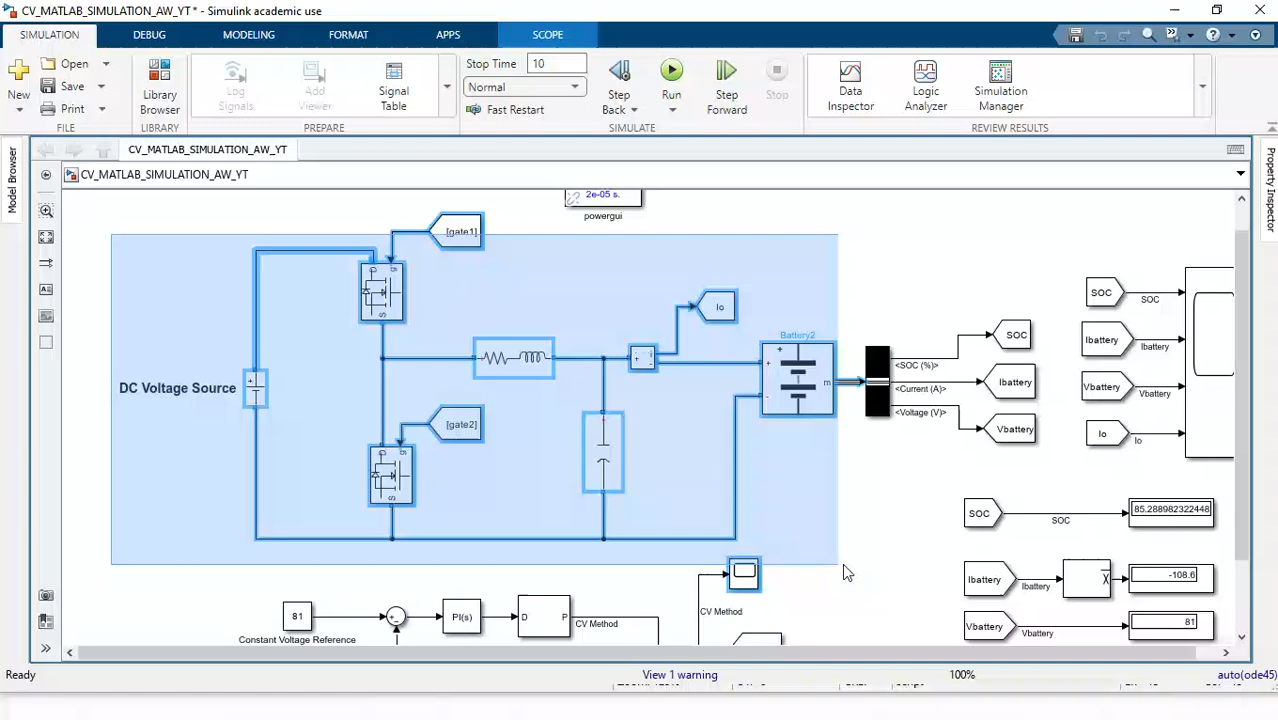 CV_MATLAB_SIMULATION_AW_YT * - Simulink academic use
SIMULATION DEBUG MODELING FORMAT APPS SCOPE
New
Open
Save
Print
FILE
Library Browser
LIBRARY
Log Signals
Add Viewer
Signal Table
PREPARE
Stop Time 10
Normal
Fast Restart
Step Back
Run
Step Forward
Stop
SIMULATE
Data Inspector
Logic Analyzer
Simulation Manager
REVIEW RESULTS
Model Browser
CV_MATLAB_SIMULATION_AW_YT
CV_MATLAB_SIMULATION_AW_YT
Property Inspector
2e-05 s.
powergui
[gate1]
g
D
S
DC Voltage Source
[gate2]
g
D
S
Io
i
Battery2
m
<SOC (%)>
<Current (A)>
<Voltage (V)>
SOC
Ibattery
Vbattery
SOC
SOC
Ibattery
Ibattery
Vbattery
Vbattery
Io
Io
SOC
SOC
85.288982322448
Ibattery
Ibattery
X
-108.6
Vbattery
Vbattery
81
CV Method
81
Constant Voltage Reference
PI(s)
D P
CV Method
Ready
View 1 warning
100%
auto(ode45)